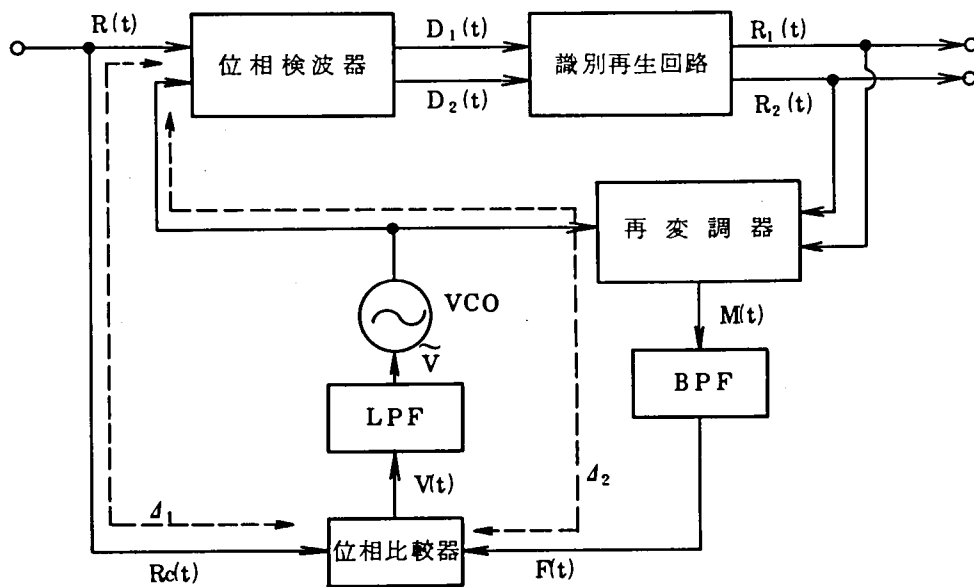 R(t)
位相検波器
D₁(t)
D₂(t)
識別再生回路
R₁(t)
R₂(t)
再変調器
VCO
Ṽ
M(t)
BPF
LPF
V(t)
Δ₁
Δ₂
位相比較器
Rc(t)
F(t)